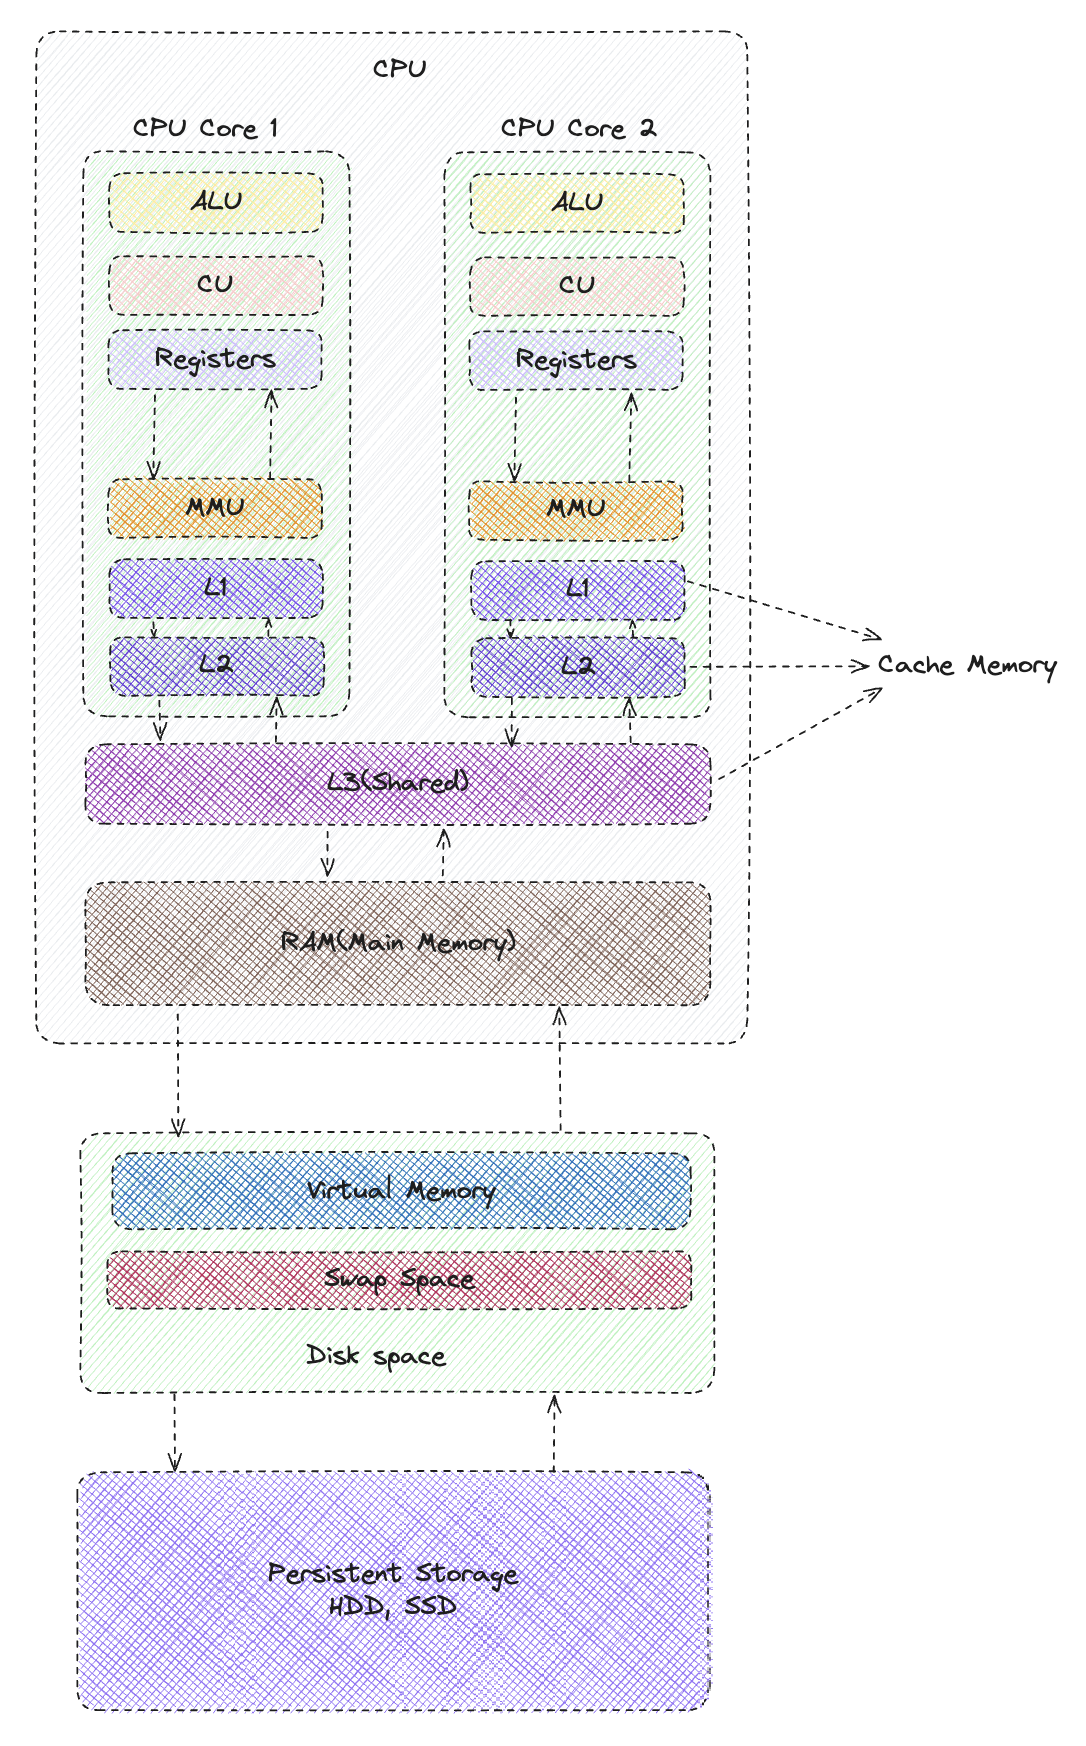 CPU
CPU Core 1
CPU Core 2
ALU
ALU
CU
CU
Registers
Registers
MMU
MMU
L1
L1
L2
L2
Cache Memory
L3(Shared)
RAM(Main Memory)
Virtual Memory
Swap Space
Disk space
Persistent Storage
HDD, SSD